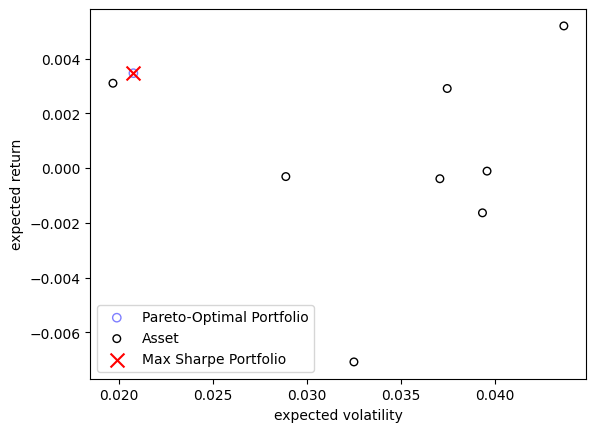 0.004
0.002
0.000
−0.002
−0.004
−0.006
expected return
Pareto-Optimal Portfolio
Asset
Max Sharpe Portfolio
0.020 0.025 0.030 0.035 0.040
expected volatility